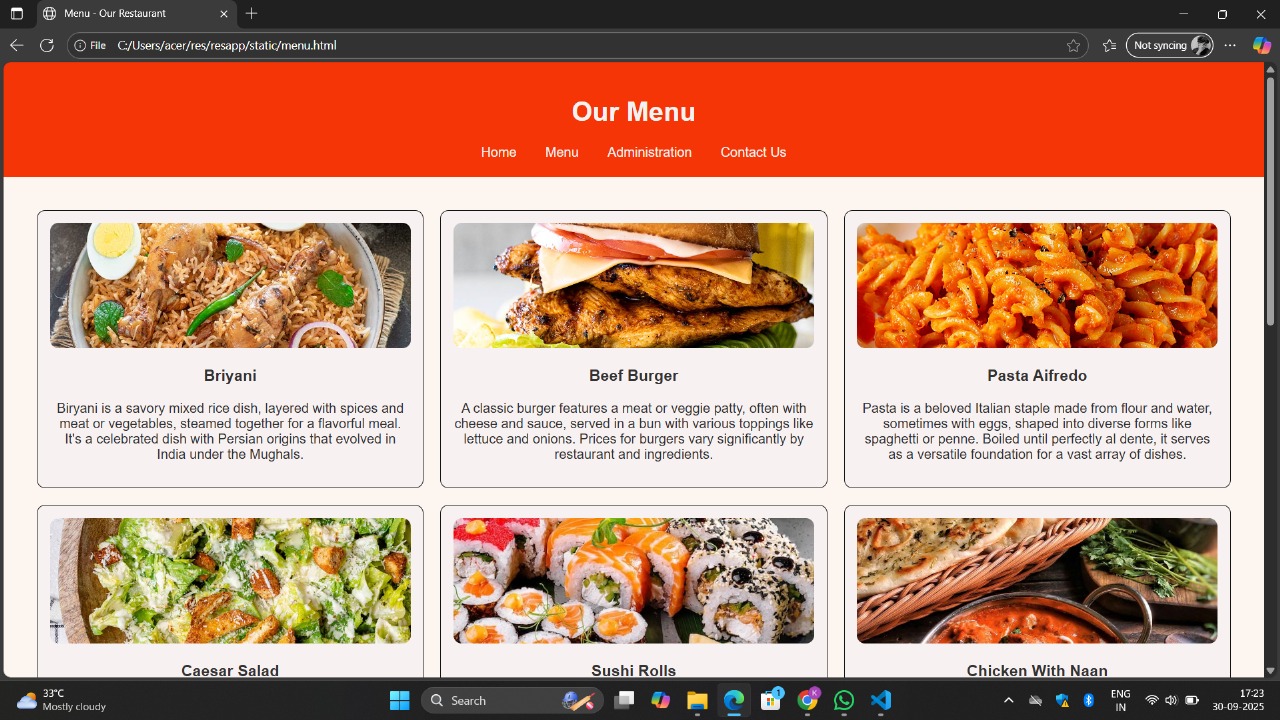 Menu - Our Restaurant
File
C:/Users/acer/res/resapp/static/menu.html
Not syncing
Our Menu
Home Menu Administration Contact Us
Briyani
Biryani is a savory mixed rice dish, layered with spices and
meat or vegetables, steamed together for a flavorful meal.
It's a celebrated dish with Persian origins that evolved in
India under the Mughals.
Beef Burger
A classic burger features a meat or veggie patty, often with
cheese and sauce, served in a bun with various toppings like
lettuce and onions. Prices for burgers vary significantly by
restaurant and ingredients.
Pasta Aifredo
Pasta is a beloved Italian staple made from flour and water,
sometimes with eggs, shaped into diverse forms like
spaghetti or penne. Boiled until perfectly al dente, it serves
as a versatile foundation for a vast array of dishes.
Caesar Salad
Sushi Rolls
Chicken With Naan
33°C
Mostly cloudy
Search
1
K
ENG
IN
17:23
30-09-2025